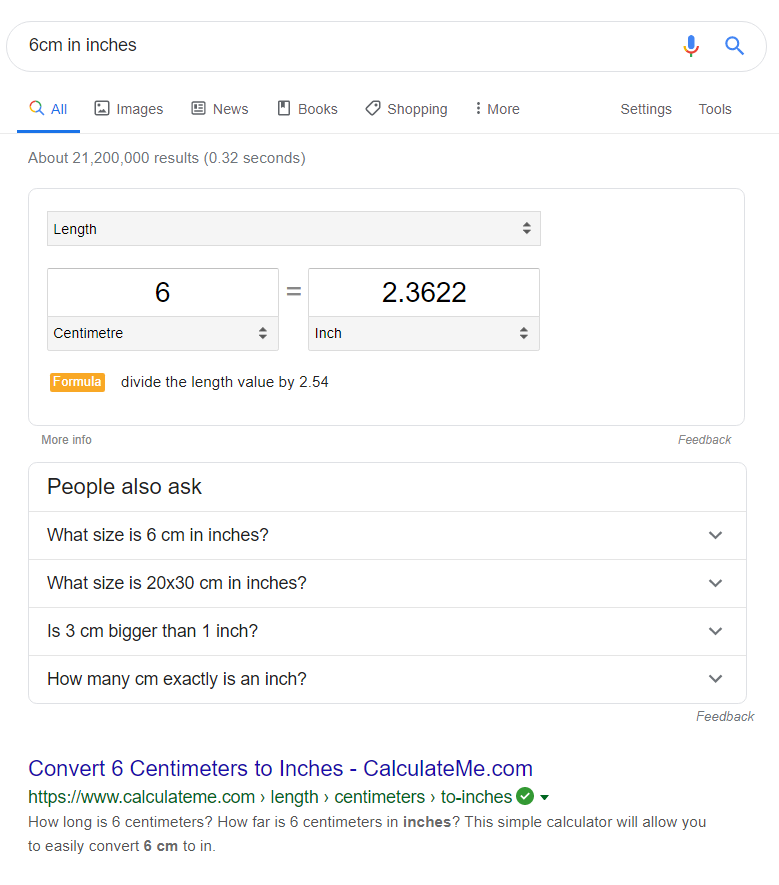 6cm in inches
All Images News Books Shopping More Settings Tools
About 21,200,000 results (0.32 seconds)
Length
6 = 2.3622
Centimetre Inch
Formula divide the length value by 2.54
More info Feedback
People also ask
What size is 6 cm in inches?
What size is 20x30 cm in inches?
Is 3 cm bigger than 1 inch?
How many cm exactly is an inch?
Feedback
Convert 6 Centimeters to Inches - CalculateMe.com
https://www.calculateme.com › length › centimeters › to-inches
How long is 6 centimeters? How far is 6 centimeters in inches? This simple calculator will allow you
to easily convert 6 cm to in.